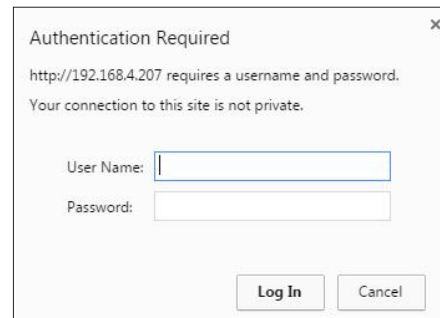 Authentication Required
http://192.168.4.207 requires a username and password.
Your connection to this site is not private.
User Name:
Password:
Log In Cancel